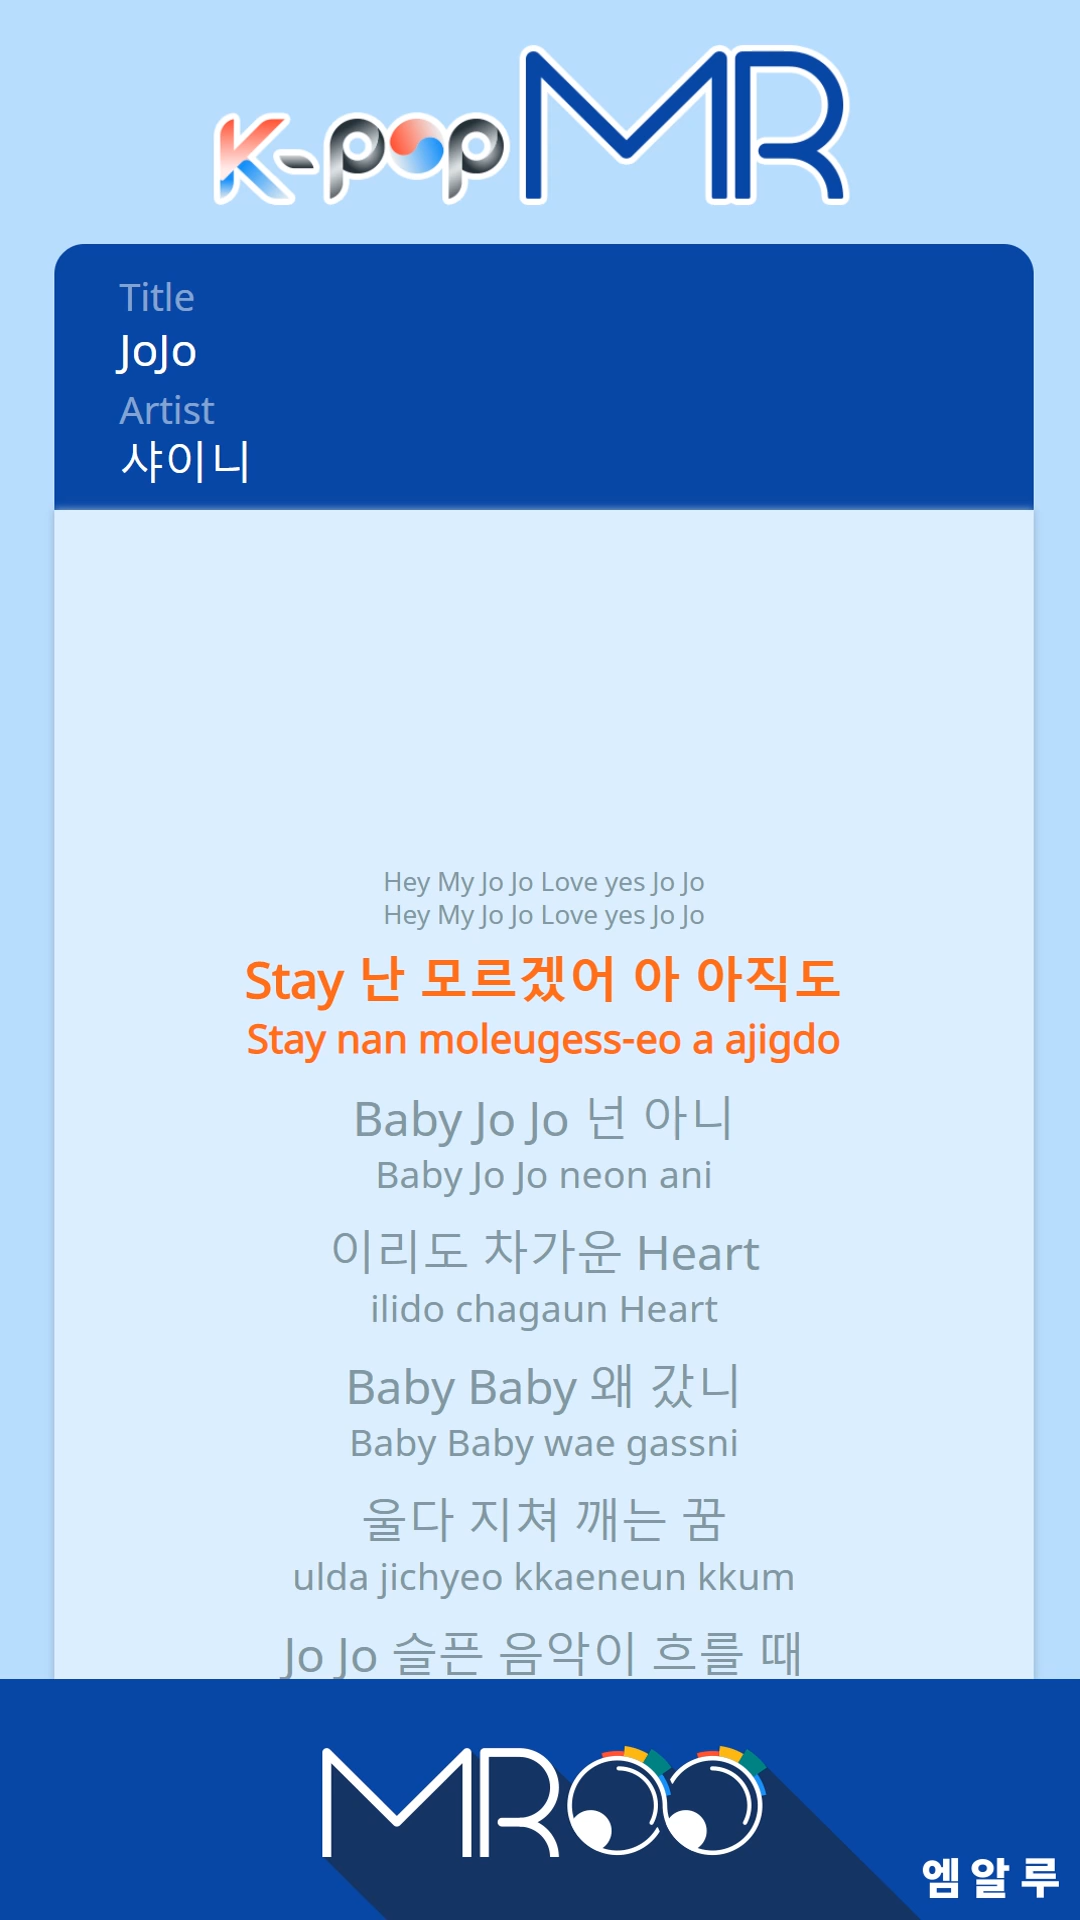 K-pop MR
Title
JoJo
Artist
샤이니
Hey My Jo Jo Love yes Jo Jo
Hey My Jo Jo Love yes Jo Jo
Stay 난 모르겠어 아 아직도
Stay nan moleugess-eo a ajigdo
Baby Jo Jo 넌 아니
Baby Jo Jo neon ani
이리도 차가운 Heart
ilido chagaun Heart
Baby Baby 왜 갔니
Baby Baby wae gassni
울다 지쳐 깨는 꿈
ulda jichyeo kkaeneun kkum
Jo Jo 슬픈 음악이 흐를 때
MROO
엠알루